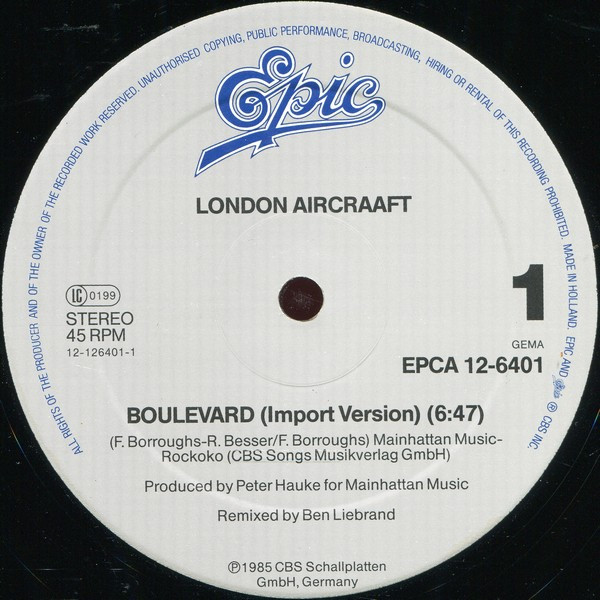 ALL RIGHTS OF THE PRODUCER AND OF THE OWNER OF THE RECORDED WORK RESERVED. UNAUTHORISED COPYING, PUBLIC PERFORMANCE, BROADCASTING, HIRING OR RENTAL OF THIS RECORDING PROHIBITED. MADE IN HOLLAND. EPIC AND Epic ® CBS INC.
Epic
LONDON AIRCRAAFT
LC 0199
STEREO
45 RPM
12-126401-1
1
GEMA
EPCA 12-6401
BOULEVARD (Import Version) (6:47)
(F. Borroughs-R. Besser/F. Borroughs) Mainhattan Music-
Rockoko (CBS Songs Musikverlag GmbH)
Produced by Peter Hauke for Mainhattan Music
Remixed by Ben Liebrand
℗1985 CBS Schallplatten
GmbH, Germany